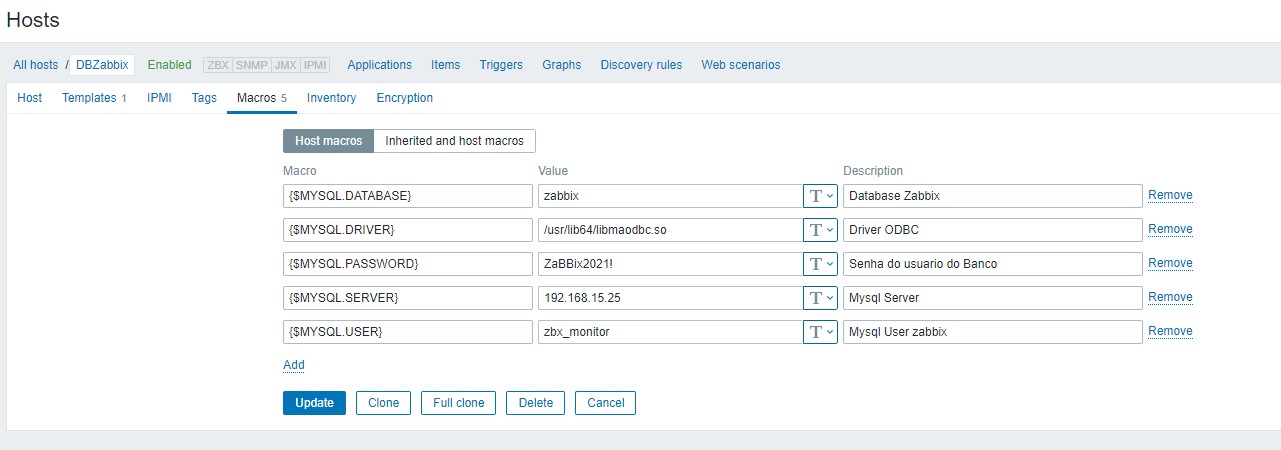 Hosts
All hosts / DBZabbix Enabled ZBX SNMP JMX IPMI Applications Items Triggers Graphs Discovery rules Web scenarios
Host Templates 1 IPMI Tags Macros 5 Inventory Encryption
Host macros Inherited and host macros
Macro Value Description
{$MYSQL.DATABASE} zabbix T Database Zabbix Remove
{$MYSQL.DRIVER} /usr/lib64/libmaodbc.so T Driver ODBC Remove
{$MYSQL.PASSWORD} ZaBBix2021! T Senha do usuario do Banco Remove
{$MYSQL.SERVER} 192.168.15.25 T Mysql Server Remove
{$MYSQL.USER} zbx_monitor T Mysql User zabbix Remove
Add
Update Clone Full clone Delete Cancel